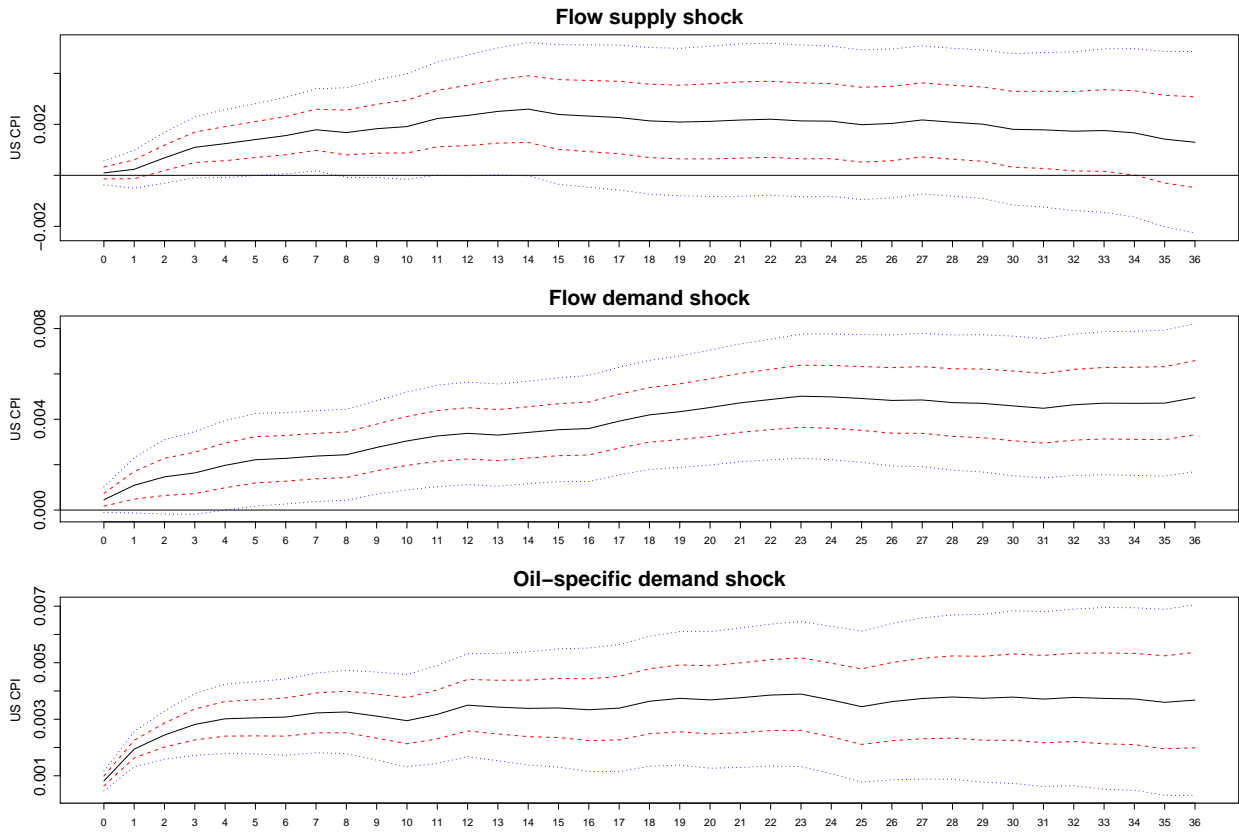 Flow supply shock
US CPI
−0.002
0.002
0 1 2 3 4 5 6 7 8 9 10 11 12 13 14 15 16 17 18 19 20 21 22 23 24 25 26 27 28 29 30 31 32 33 34 35 36
Flow demand shock
US CPI
0.000
0.004
0.008
0 1 2 3 4 5 6 7 8 9 10 11 12 13 14 15 16 17 18 19 20 21 22 23 24 25 26 27 28 29 30 31 32 33 34 35 36
Oil−specific demand shock
US CPI
0.001
0.003
0.005
0.007
0 1 2 3 4 5 6 7 8 9 10 11 12 13 14 15 16 17 18 19 20 21 22 23 24 25 26 27 28 29 30 31 32 33 34 35 36